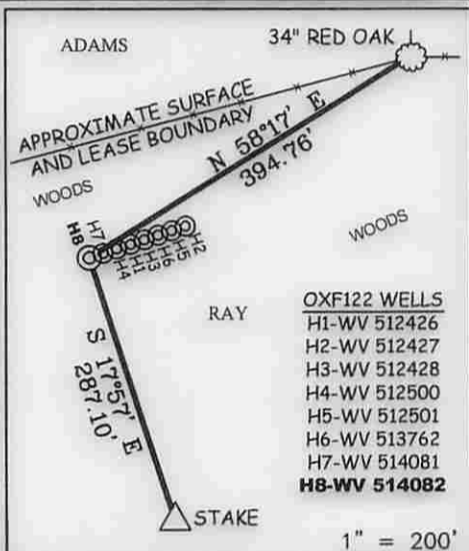 ADAMS
34" RED OAK
APPROXIMATE SURFACE
AND LEASE BOUNDARY
N 58°17' E
394.76'
WOODS
WOODS
H8
H7
H4
H1
H3
H6
H5
H2
RAY
S 17°57' E
287.10'
STAKE
OXF122 WELLS
H1-WV 512426
H2-WV 512427
H3-WV 512428
H4-WV 512500
H5-WV 512501
H6-WV 513762
H7-WV 514081
H8-WV 514082
1" = 200'